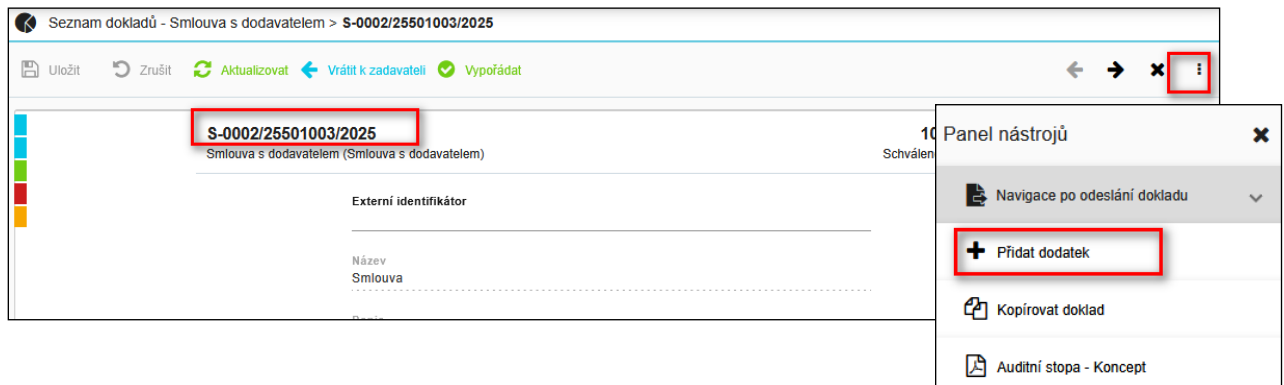 Seznam dokladů - Smlouva s dodavatelem > S-0002/25501003/2025
Uložit Zrušit Aktualizovat Vrátit k zadavateli Vypořádat
S-0002/25501003/2025
Smlouva s dodavatelem (Smlouva s dodavatelem)
10
Externí identifikátor
Název
Smlouva
Panel nástrojů
Navigace po odeslání dokladu
Přidat dodatek
Kopírovat doklad
Auditní stopa - Koncept